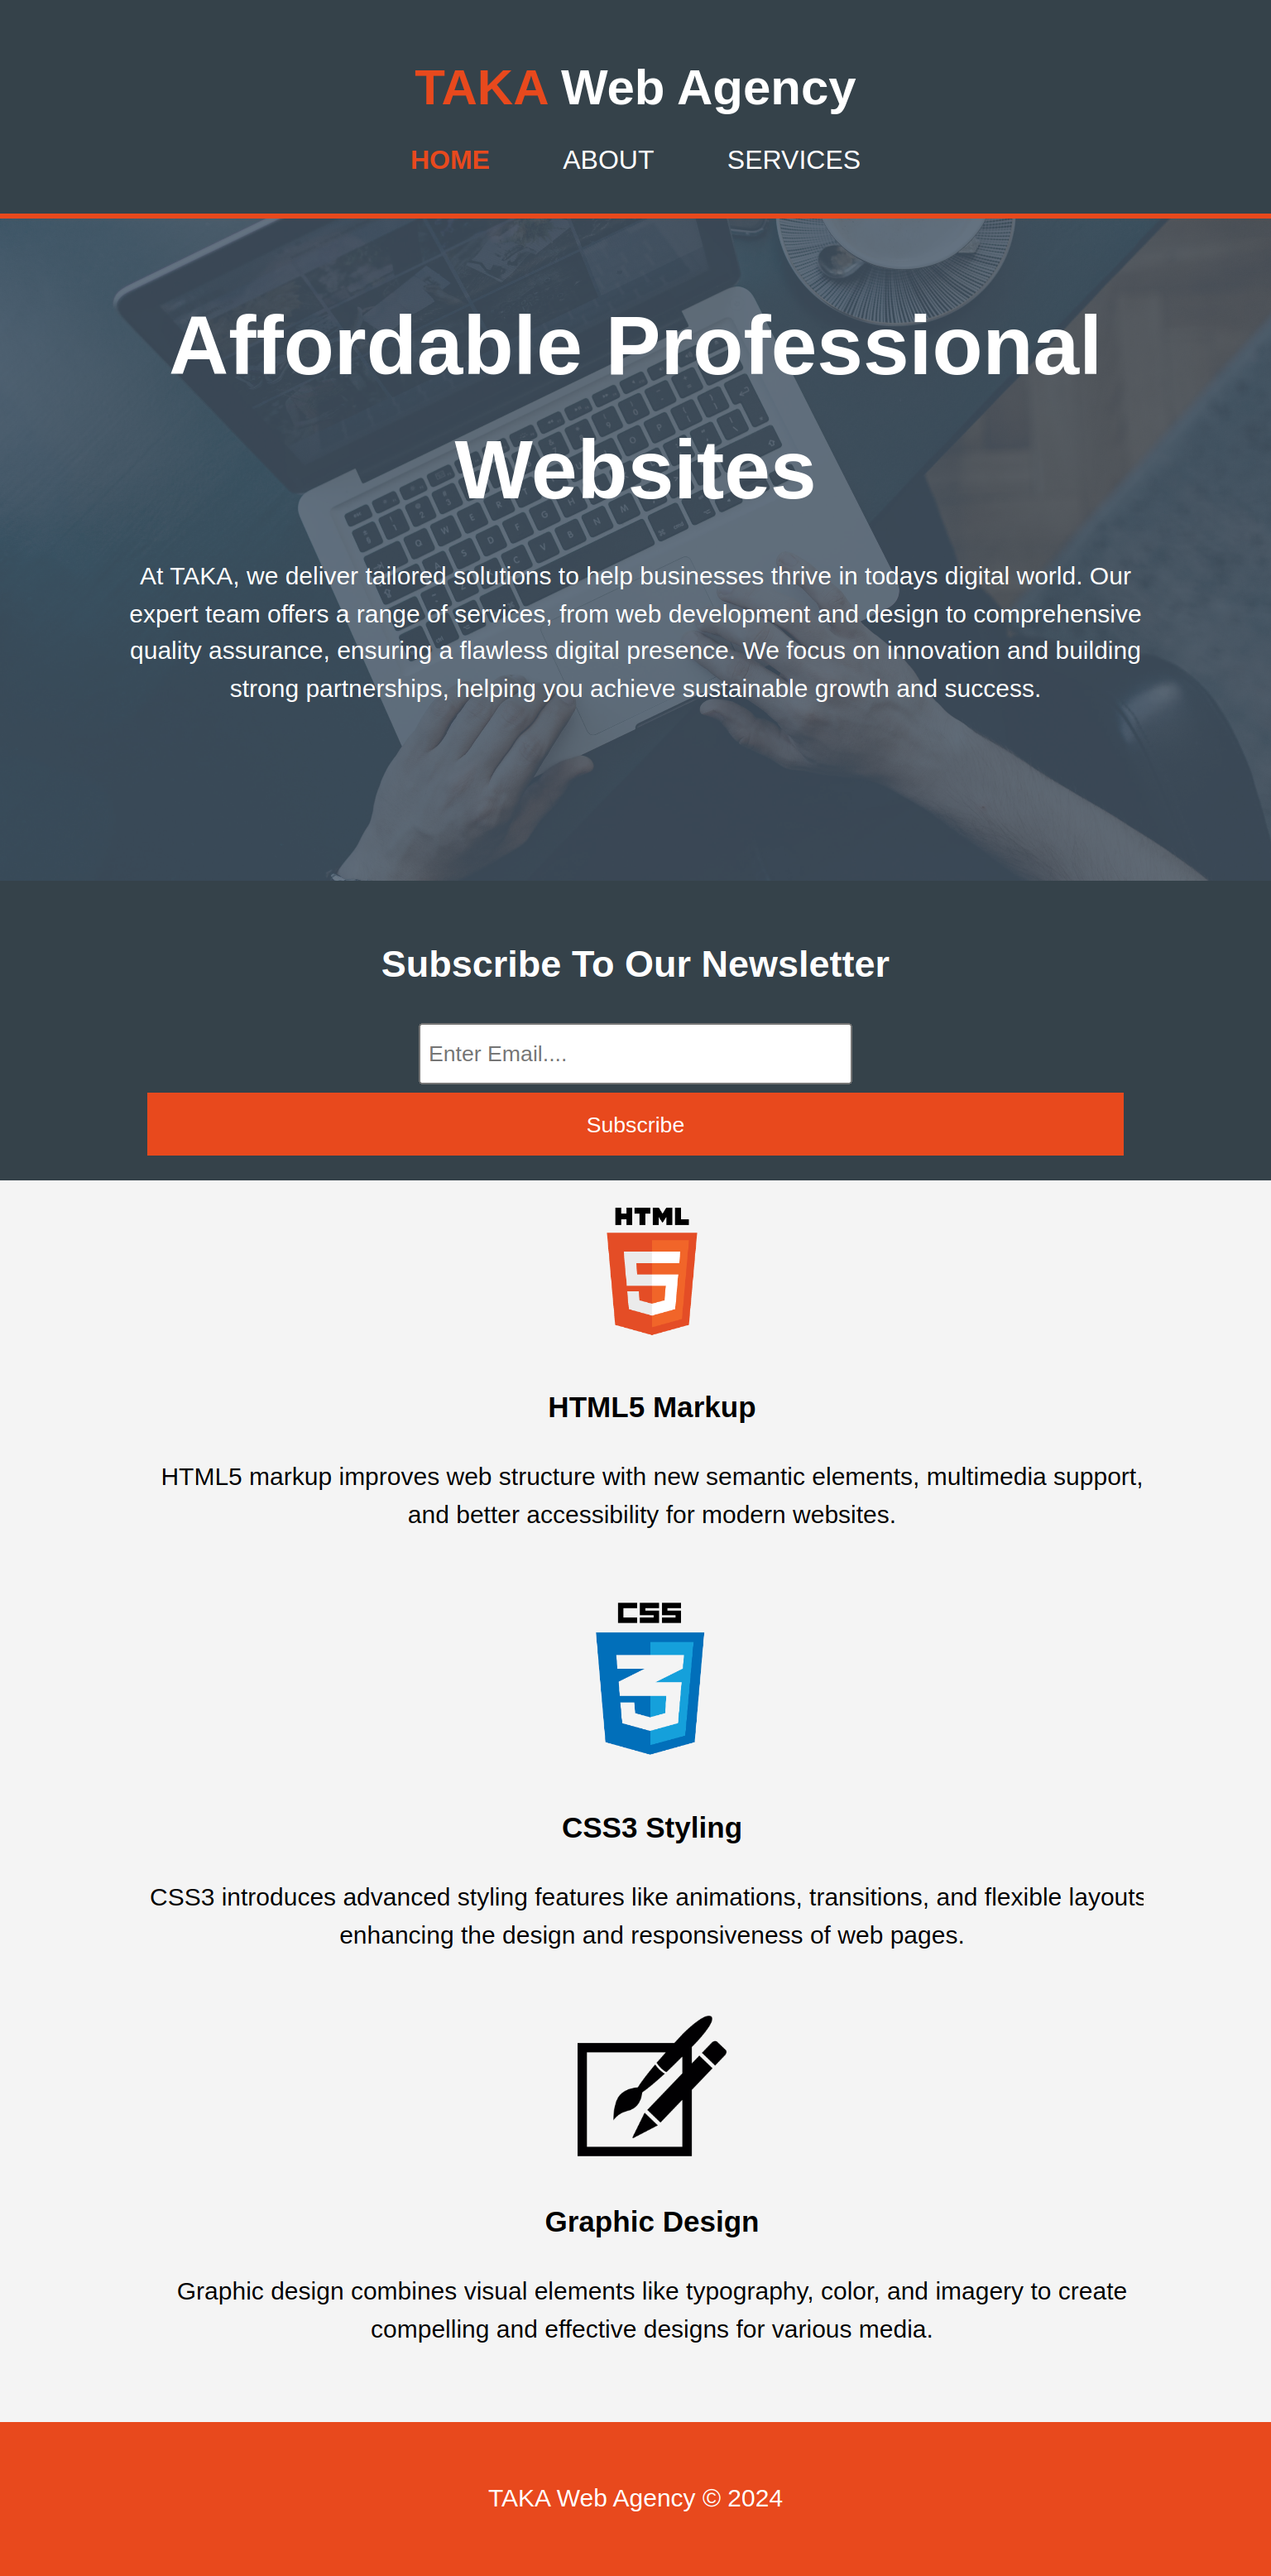 TAKA Web Agency
HOME ABOUT SERVICES
Affordable Professional
Websites
At TAKA, we deliver tailored solutions to help businesses thrive in todays digital world. Our
expert team offers a range of services, from web development and design to comprehensive
quality assurance, ensuring a flawless digital presence. We focus on innovation and building
strong partnerships, helping you achieve sustainable growth and success.
Subscribe To Our Newsletter
Enter Email....
Subscribe
HTML
5
HTML5 Markup
HTML5 markup improves web structure with new semantic elements, multimedia support,
and better accessibility for modern websites.
CSS
3
CSS3 Styling
CSS3 introduces advanced styling features like animations, transitions, and flexible layouts
enhancing the design and responsiveness of web pages.
Graphic Design
Graphic design combines visual elements like typography, color, and imagery to create
compelling and effective designs for various media.
TAKA Web Agency © 2024